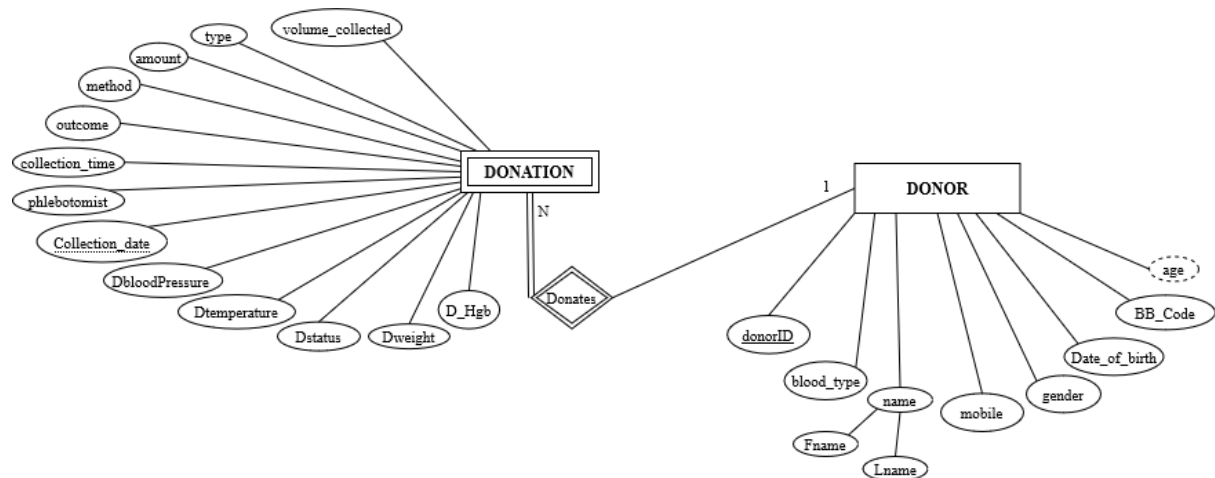 volume_collected
type
amount
method
outcome
collection_time
phlebotomist
Collection_date
DbloodPressure
Dtemperature
Dstatus
Dweight
D_Hgb
DONATION
N
Donates
1
DONOR
donorID
blood_type
name
Fname
Lname
mobile
gender
Date_of_birth
BB_Code
age